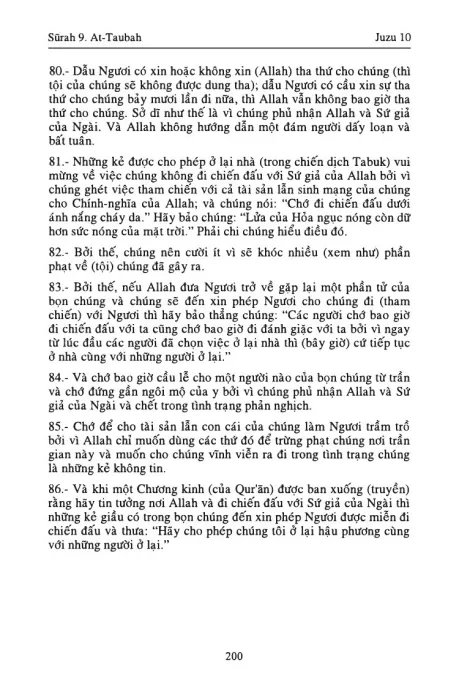 Sūrah 9. At-Taubah Juzu 10
80.- Dẫu Ngươi có xin hoặc không xin (Allah) tha thứ cho chúng (thì
tội của chúng sẽ không được dung tha); dẫu Ngươi có cầu xin sự tha
thứ cho chúng bảy mươi lần đi nữa, thì Allah vẫn không bao giờ tha
thứ cho chúng. Sở dĩ như thế là vì chúng phủ nhận Allah và Sứ giả
của Ngài. Và Allah không hướng dẫn một đám người dấy loạn và
bất tuân.
81.- Những kẻ được cho phép ở lại nhà (trong chiến dịch Tabuk) vui
mừng về việc chúng không đi chiến đấu với Sứ giả của Allah bởi vì
chúng ghét việc tham chiến với cả tài sản lẫn sinh mạng của chúng
cho Chính-nghĩa của Allah; và chúng nói: “Chớ đi chiến đấu dưới
ánh nắng cháy da.” Hãy bảo chúng: “Lửa của Hỏa ngục nóng còn dữ
hơn sức nóng của mặt trời.” Phải chi chúng hiểu điều đó.
82.- Bởi thế, chúng nên cười ít vì sẽ khóc nhiều (xem như) phần
phạt về (tội) chúng đã gây ra.
83.- Bởi thế, nếu Allah đưa Ngươi trở về gặp lại một phần tử của
bọn chúng và chúng sẽ đến xin phép Ngươi cho chúng đi (tham
chiến) với Ngươi thì hãy bảo thẳng chúng: “Các người chớ bao giờ
đi chiến đấu với ta cũng chớ bao giờ đi đánh giặc với ta bởi vì ngay
từ lúc đầu các người đã chọn việc ở lại nhà thì (bây giờ) cứ tiếp tục
ở nhà cùng với những người ở lại.”
84.- Và chớ bao giờ cầu lễ cho một người nào của bọn chúng từ trần
và chớ đứng gần ngôi mộ của y bởi vì chúng phủ nhận Allah và Sứ
giả của Ngài và chết trong tình trạng phản nghịch.
85.- Chớ để cho tài sản lẫn con cái của chúng làm Ngươi trầm trồ
bởi vì Allah chỉ muốn dùng các thứ đó để trừng phạt chúng nơi trần
gian này và muốn cho chúng vĩnh viễn ra đi trong tình trạng chúng
là những kẻ không tin.
86.- Và khi một Chương kinh (của Qur'ān) được ban xuống (truyền)
rằng hãy tin tưởng nơi Allah và đi chiến đấu với Sứ giả của Ngài thì
những kẻ giầu có trong bọn chúng đến xin phép Ngươi được miễn đi
chiến đấu và thưa: “Hãy cho phép chúng tôi ở lại hậu phương cùng
với những người ở lại.”
200